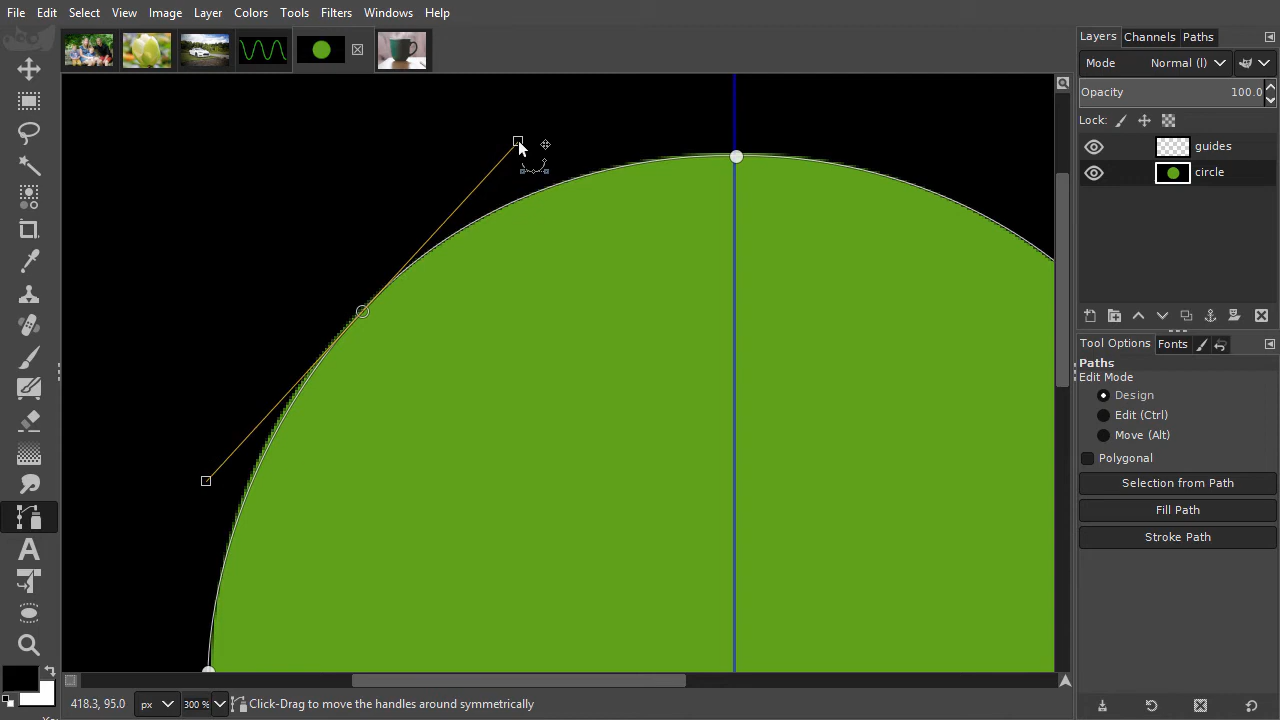 File Edit View Image Layer Colors Tools Filters Windows Help
Layers Channels Paths
Mode Normal (l)
Opacity 100.0
Lock:
guides
circle
Tool Options Fonts
Paths
Edit Mode
Design
Edit (Ctrl)
Move (Alt)
Polygonal
Selection from Path
Fill Path
Stroke Path
418.3, 95.0 px 300 % Click-Drag to move the handles around symmetrically